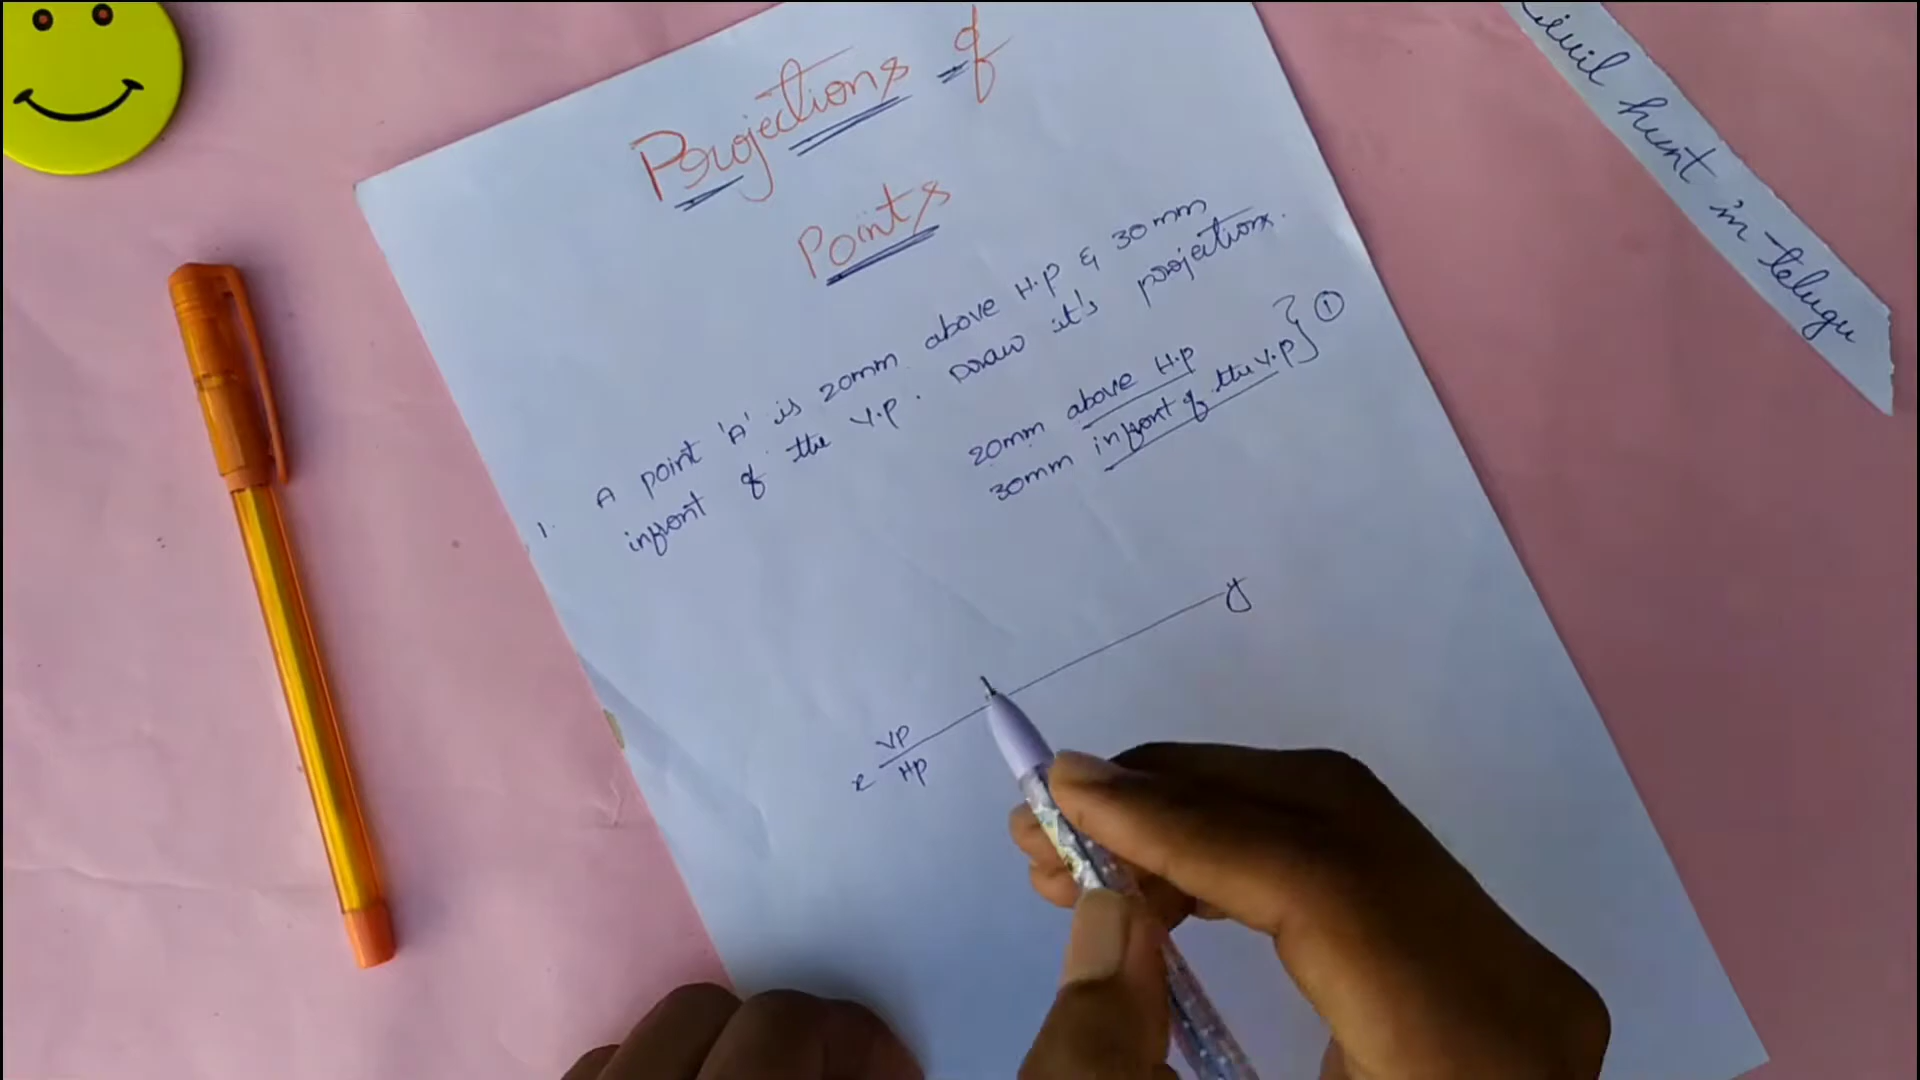 Projections of
Points
1. A point 'A' is 20mm above H.P & 30mm
infront of the V.P. Draw it's projections.
20mm above H.P
30mm infront of the V.P } ①
VP
x HP y
civil hunt in telugu